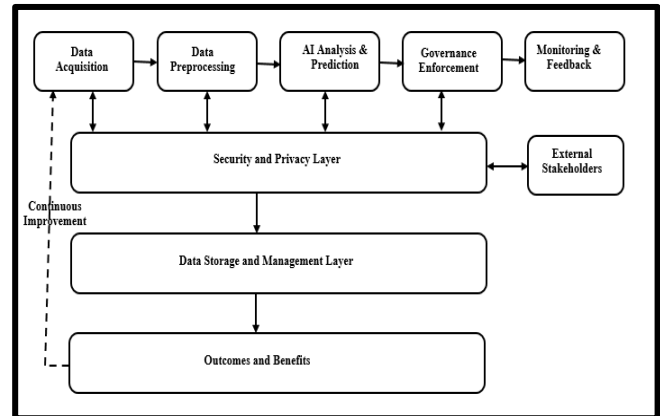 Data
Acquisition
Data
Preprocessing
AI Analysis &
Prediction
Governance
Enforcement
Monitoring &
Feedback
Security and Privacy Layer
External
Stakeholders
Continuous
Improvement
Data Storage and Management Layer
Outcomes and Benefits